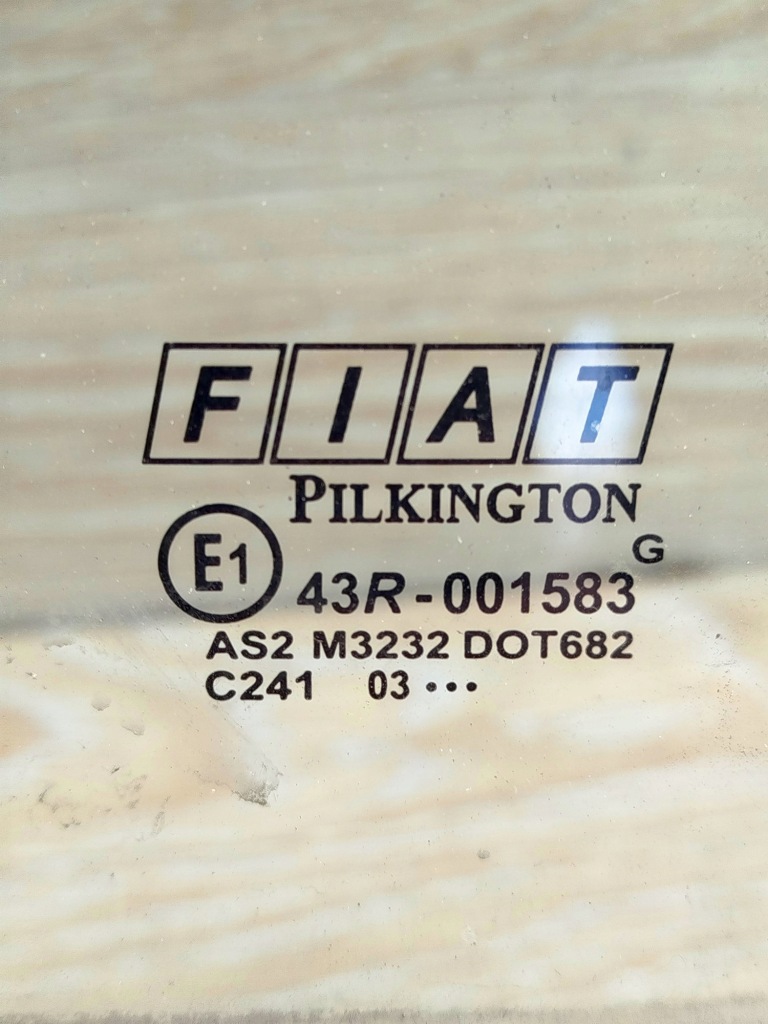 FIAT
PILKINGTON
G
E1 43R-001583
AS2 M3232 DOT682
C241 03 •••